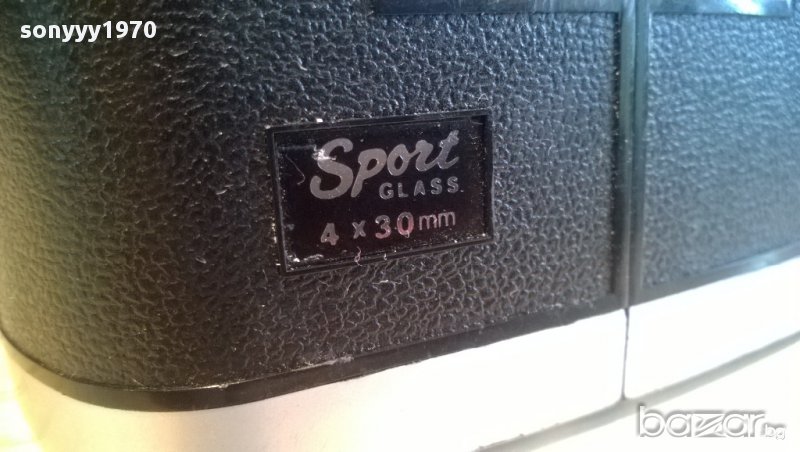 sonyyy1970
Sport
GLASS
4 x 30mm
bazar.bg